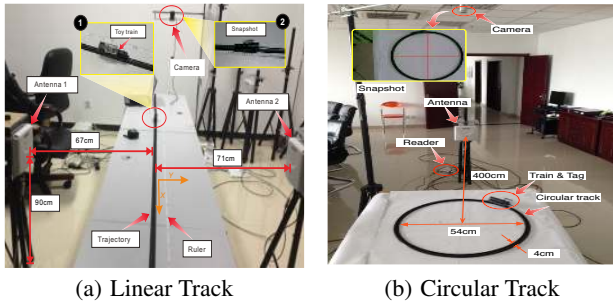 1
Toy train
Snapshot
2
Camera
Antenna 1
Antenna 2
67cm
71cm
90cm
Y
X
Trajectory
Ruler
(a) Linear Track
Camera
Snapshot
Antenna
Reader
400cm
Train & Tag
Circular track
54cm
4cm
(b) Circular Track